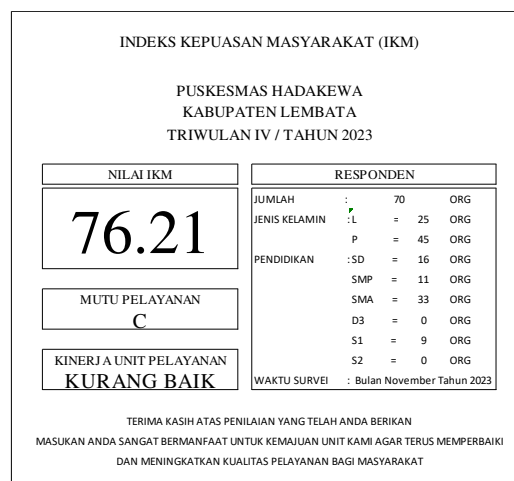 INDEKS KEPUASAN MASYARAKAT (IKM)
PUSKESMAS HADAKEWA
KABUPATEN LEMBATA
TRIWULAN IV / TAHUN 2023
NILAI IKM
76.21
MUTU PELAYANAN
C
KINERJA UNIT PELAYANAN
KURANG BAIK
RESPONDEN
JUMLAH : 70 ORG
JENIS KELAMIN : L = 25 ORG
P = 45 ORG
PENDIDIKAN : SD = 16 ORG
SMP = 11 ORG
SMA = 33 ORG
D3 = 0 ORG
S1 = 9 ORG
S2 = 0 ORG
WAKTU SURVEI : Bulan November Tahun 2023
TERIMA KASIH ATAS PENILAIAN YANG TELAH ANDA BERIKAN
MASUKAN ANDA SANGAT BERMANFAAT UNTUK KEMAJUAN UNIT KAMI AGAR TERUS MEMPERBAIKI
DAN MENINGKATKAN KUALITAS PELAYANAN BAGI MASYARAKAT